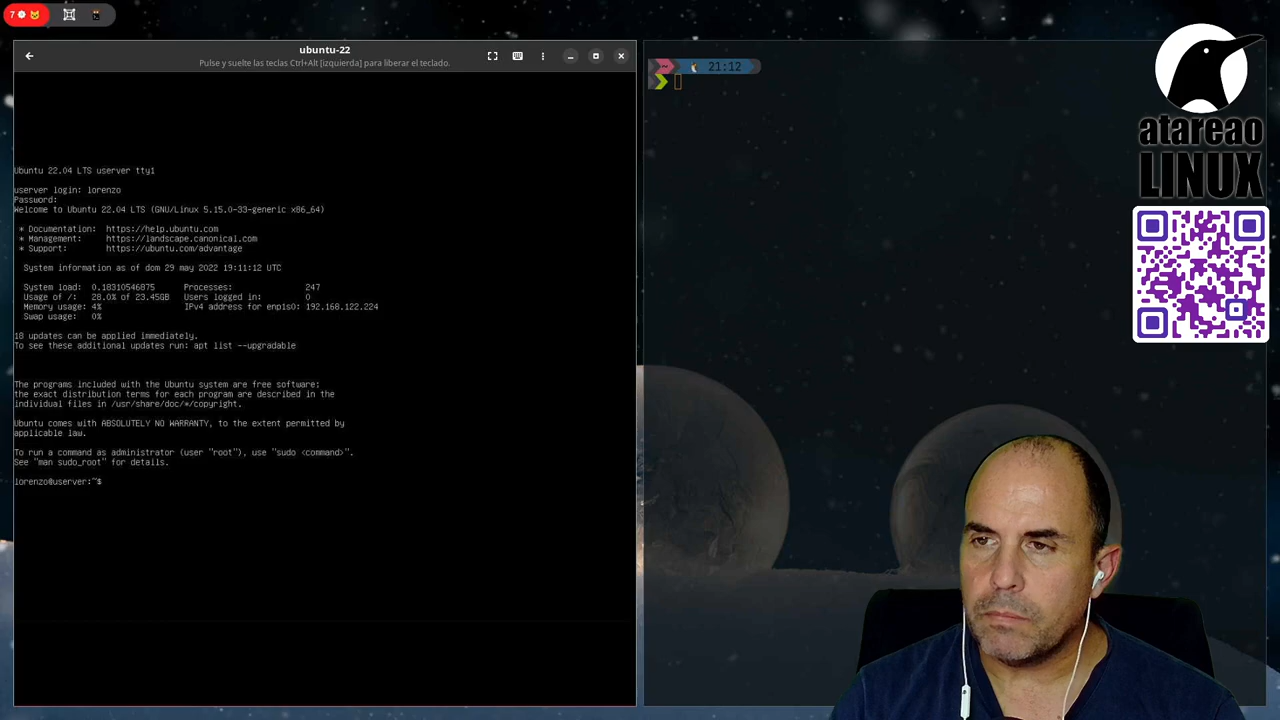 7
ubuntu-22
Pulse y suelte las teclas Ctrl+Alt [izquierda] para liberar el teclado.
Ubuntu 22.04 LTS userver tty1
userver login: lorenzo
Password:
Welcome to Ubuntu 22.04 LTS (GNU/Linux 5.15.0-33-generic x86_64)
* Documentation: https://help.ubuntu.com
* Management: https://landscape.canonical.com
* Support: https://ubuntu.com/advantage
System information as of dom 29 may 2022 19:11:12 UTC
System load: 0.18310546875 Processes: 247
Usage of /: 28.0% of 23.45GB Users logged in: 0
Memory usage: 4% IPv4 address for enp1s0: 192.168.122.224
Swap usage: 0%
18 updates can be applied immediately.
To see these additional updates run: apt list --upgradable
The programs included with the Ubuntu system are free software;
the exact distribution terms for each program are described in the
individual files in /usr/share/doc/*/copyright.
Ubuntu comes with ABSOLUTELY NO WARRANTY, to the extent permitted by
applicable law.
To run a command as administrator (user "root"), use "sudo <command>".
See "man sudo_root" for details.
lorenzo@userver:~$
~ 21:12
atareao
LINUX